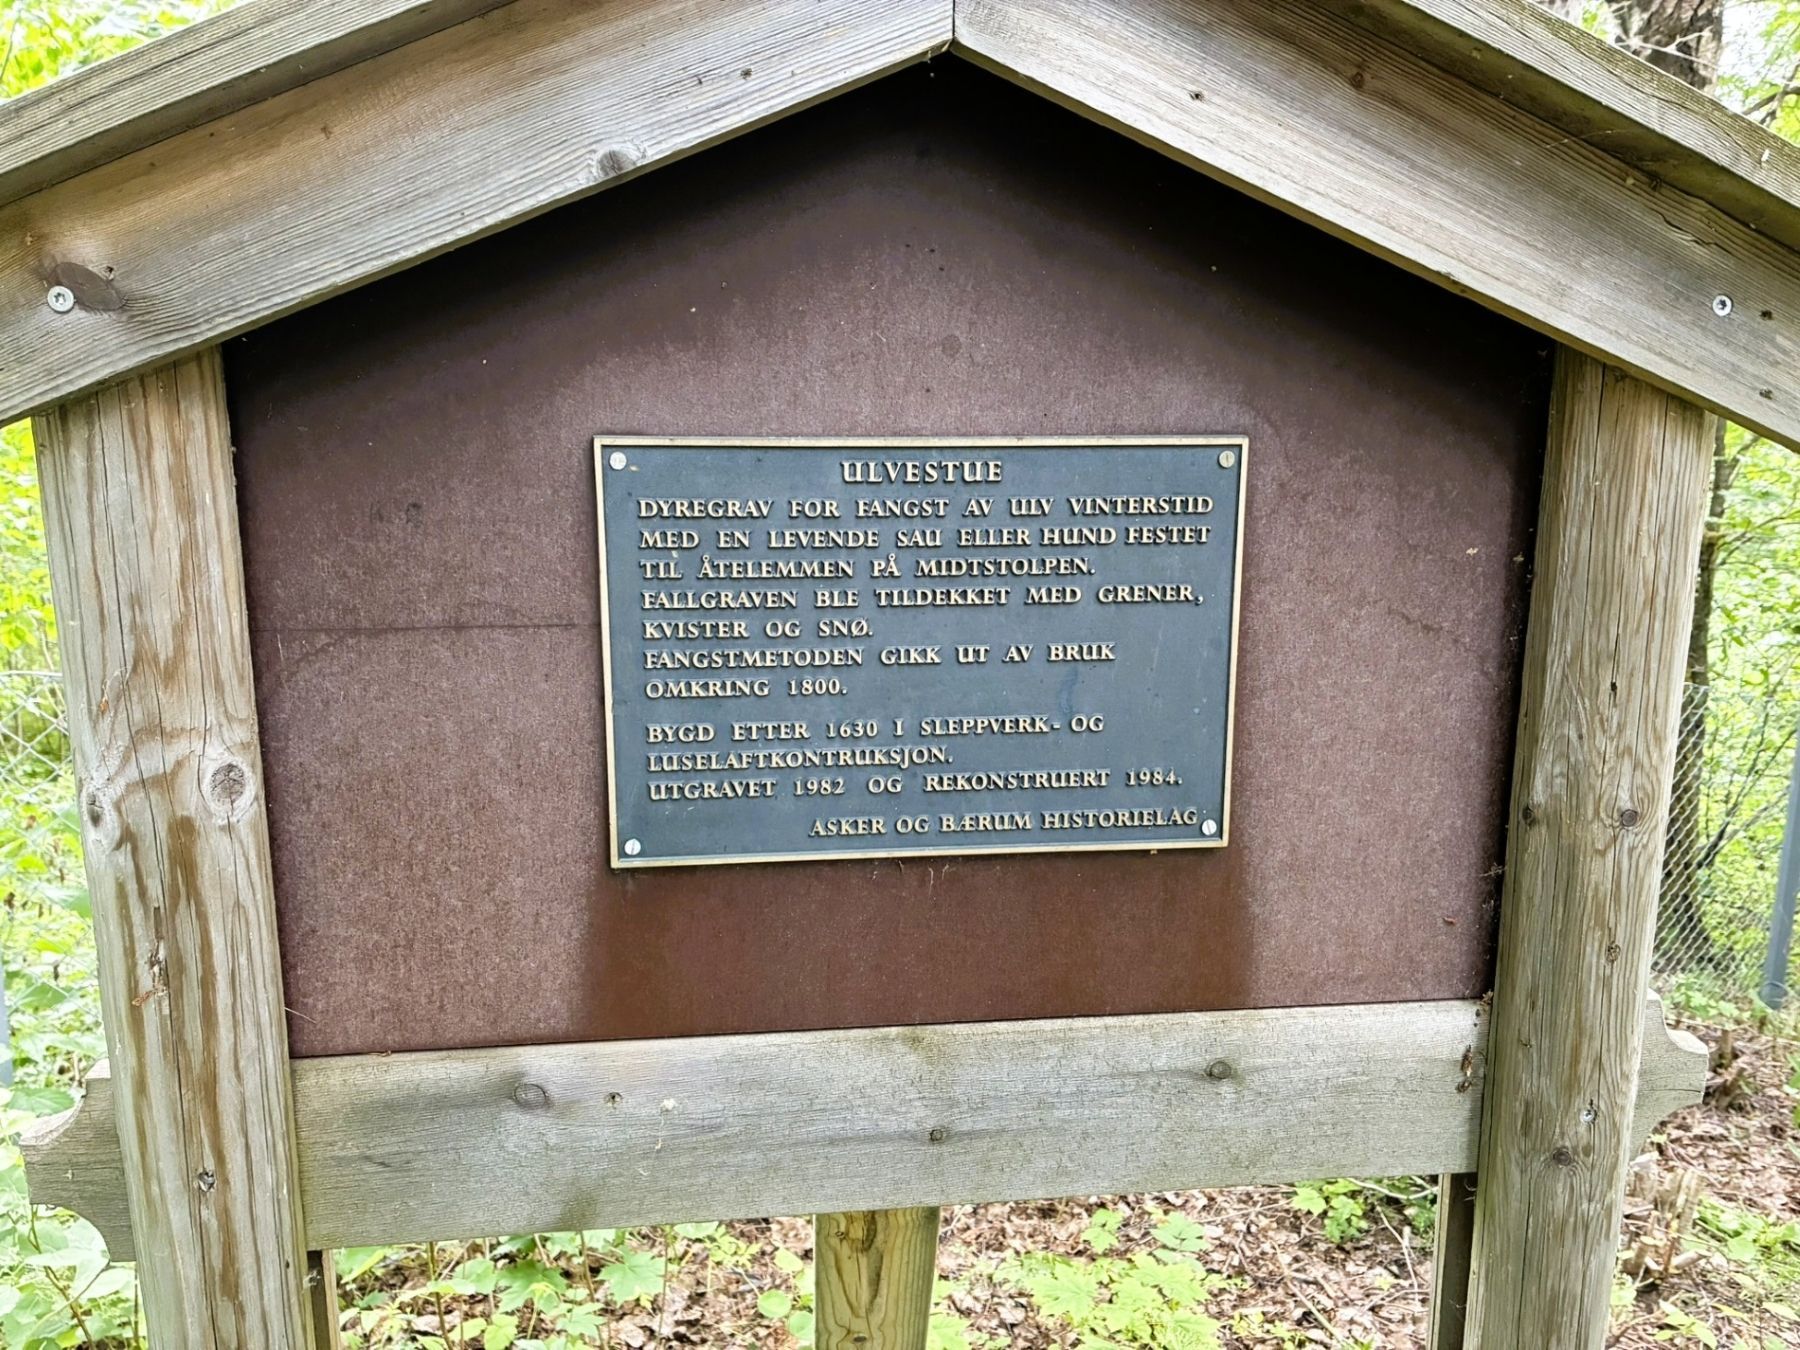 ULVESTUE
DYREGRAV FOR FANGST AV ULV VINTERSTID
MED EN LEVENDE SAU ELLER HUND FESTET
TIL ÅTELEMMEN PÅ MIDTSTOLPEN.
FALLGRAVEN BLE TILDEKKET MED GRENER,
KVISTER OG SNØ.
FANGSTMETODEN GIKK UT AV BRUK
OMKRING 1800.
BYGD ETTER 1630 I SLEPPVERK- OG
LUSELAFTKONTRUKSJON.
UTGRAVET 1982 OG REKONSTRUERT 1984.
ASKER OG BÆRUM HISTORIELAG